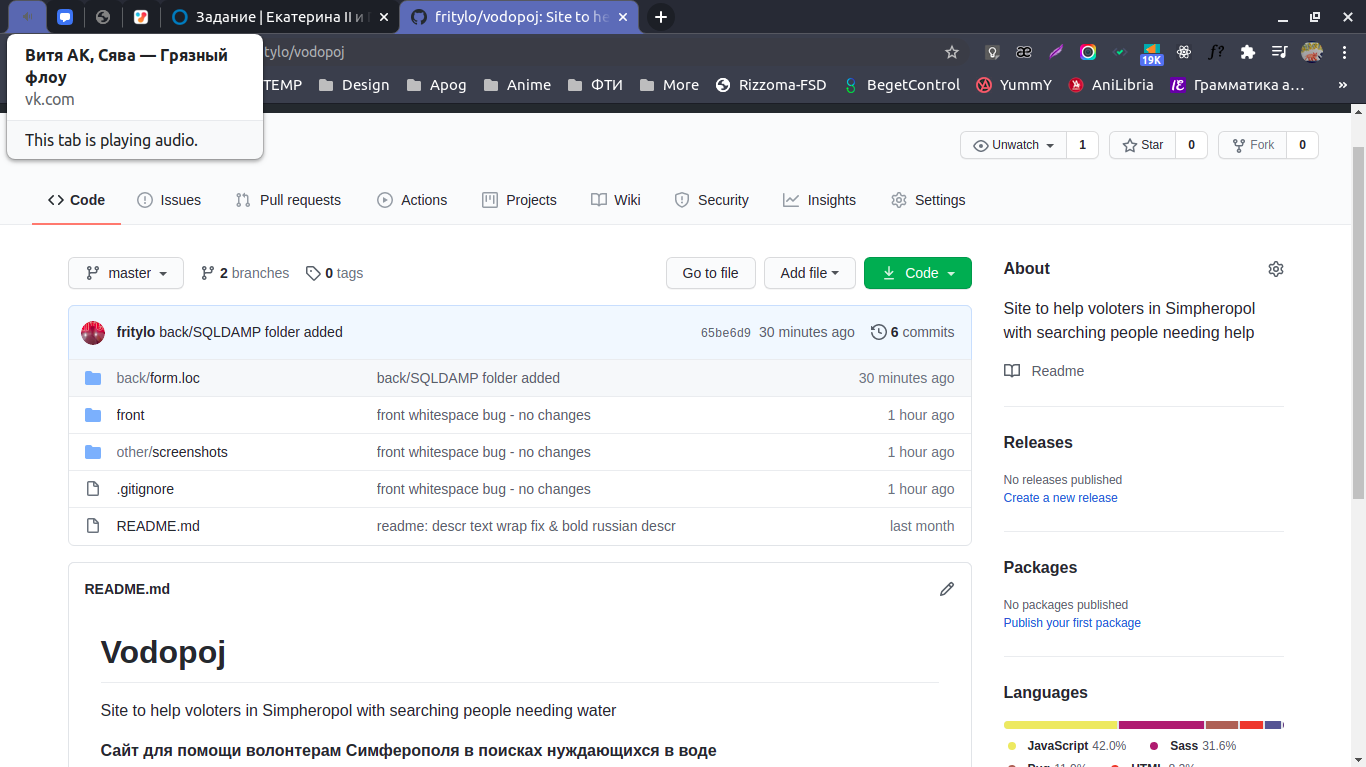 Задание | Екатерина II и
fritylo/vodopoj: Site to he
Витя АК, Сява — Грязный
флоу
vk.com
This tab is playing audio.
tylo/vodopoj
19K
TEMP
Design
Apog
Anime
ФТИ
More
Rizzoma-FSD
BegetControl
YummY
AniLibria
Грамматика а...
»
Unwatch 1
Star 0
Fork 0
Code
Issues
Pull requests
Actions
Projects
Wiki
Security
Insights
Settings
master
2 branches
0 tags
Go to file
Add file
Code
fritylo back/SQLDAMP folder added 65be6d9 30 minutes ago 6 commits
back/form.loc back/SQLDAMP folder added 30 minutes ago
front front whitespace bug - no changes 1 hour ago
other/screenshots front whitespace bug - no changes 1 hour ago
.gitignore front whitespace bug - no changes 1 hour ago
README.md readme: descr text wrap fix & bold russian descr last month
README.md
Vodopoj
Site to help voloters in Simpheropol with searching people needing water
Сайт для помощи волонтерам Симферополя в поисках нуждающихся в воде
About
Site to help voloters in Simpheropol
with searching people needing help
Readme
Releases
No releases published
Create a new release
Packages
No packages published
Publish your first package
Languages
JavaScript 42.0% Sass 31.6%